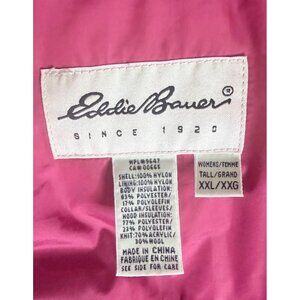 Eddie Bauer
SINCE 1920
WPL#9647
CA#00665
SHELL:100%NYLON
LINING:100%NYLON
BODY INSULATION:
83% POLYESTER/
17% POLYOLEFIN
COLLAR/SLEEVES/
HOOD INSULATION:
77% POLYESTER/
23% POLYOLEFIN
KNIT:70%ACRYLIC/
30%WOOL
MADE IN CHINA
FABRIQUE EN CHINE
SEE SIDE FOR CARE
WOMENS/FEMME
TALL/GRAND
XXL/XXG